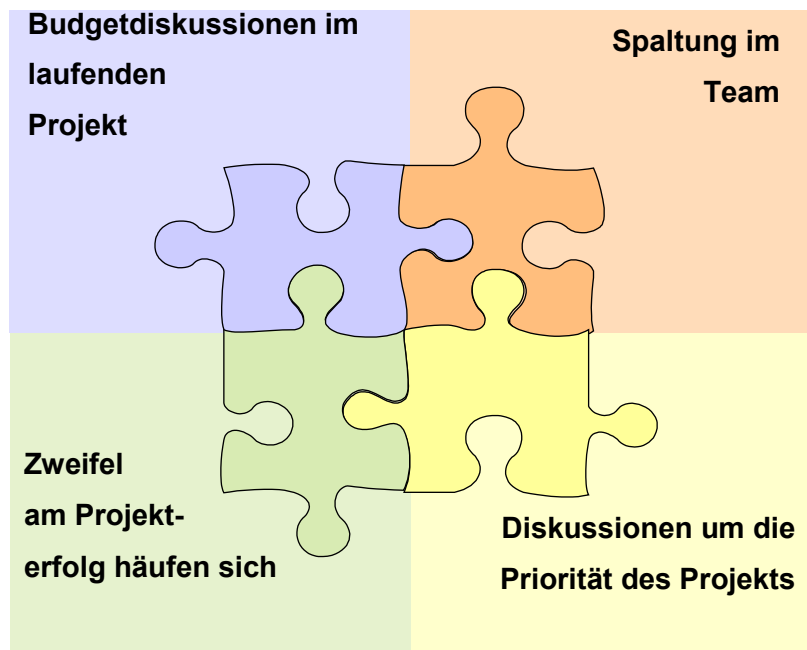 Budgetdiskussionen im
laufenden
Projekt
Spaltung im
Team
Zweifel
am Projekt-
erfolg häufen sich
Diskussionen um die
Priorität des Projekts